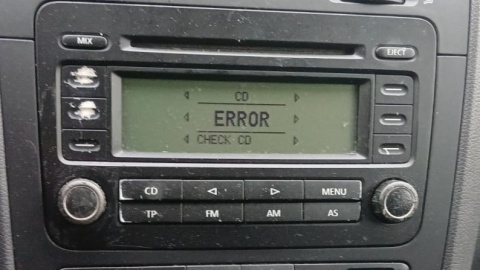 MIX
EJECT
CD
ERROR
CHECK CD
CD MENU
TP FM AM AS